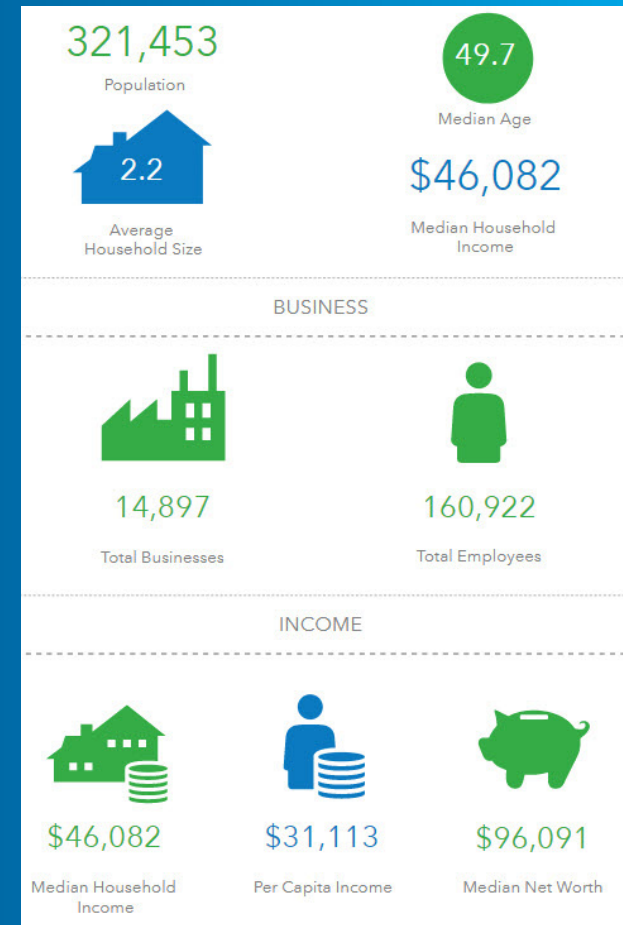 321,453
Population
49.7
Median Age
2.2
Average
Household Size
$46,082
Median Household
Income
BUSINESS
14,897
Total Businesses
160,922
Total Employees
INCOME
$46,082
Median Household
Income
$31,113
Per Capita Income
$96,091
Median Net Worth